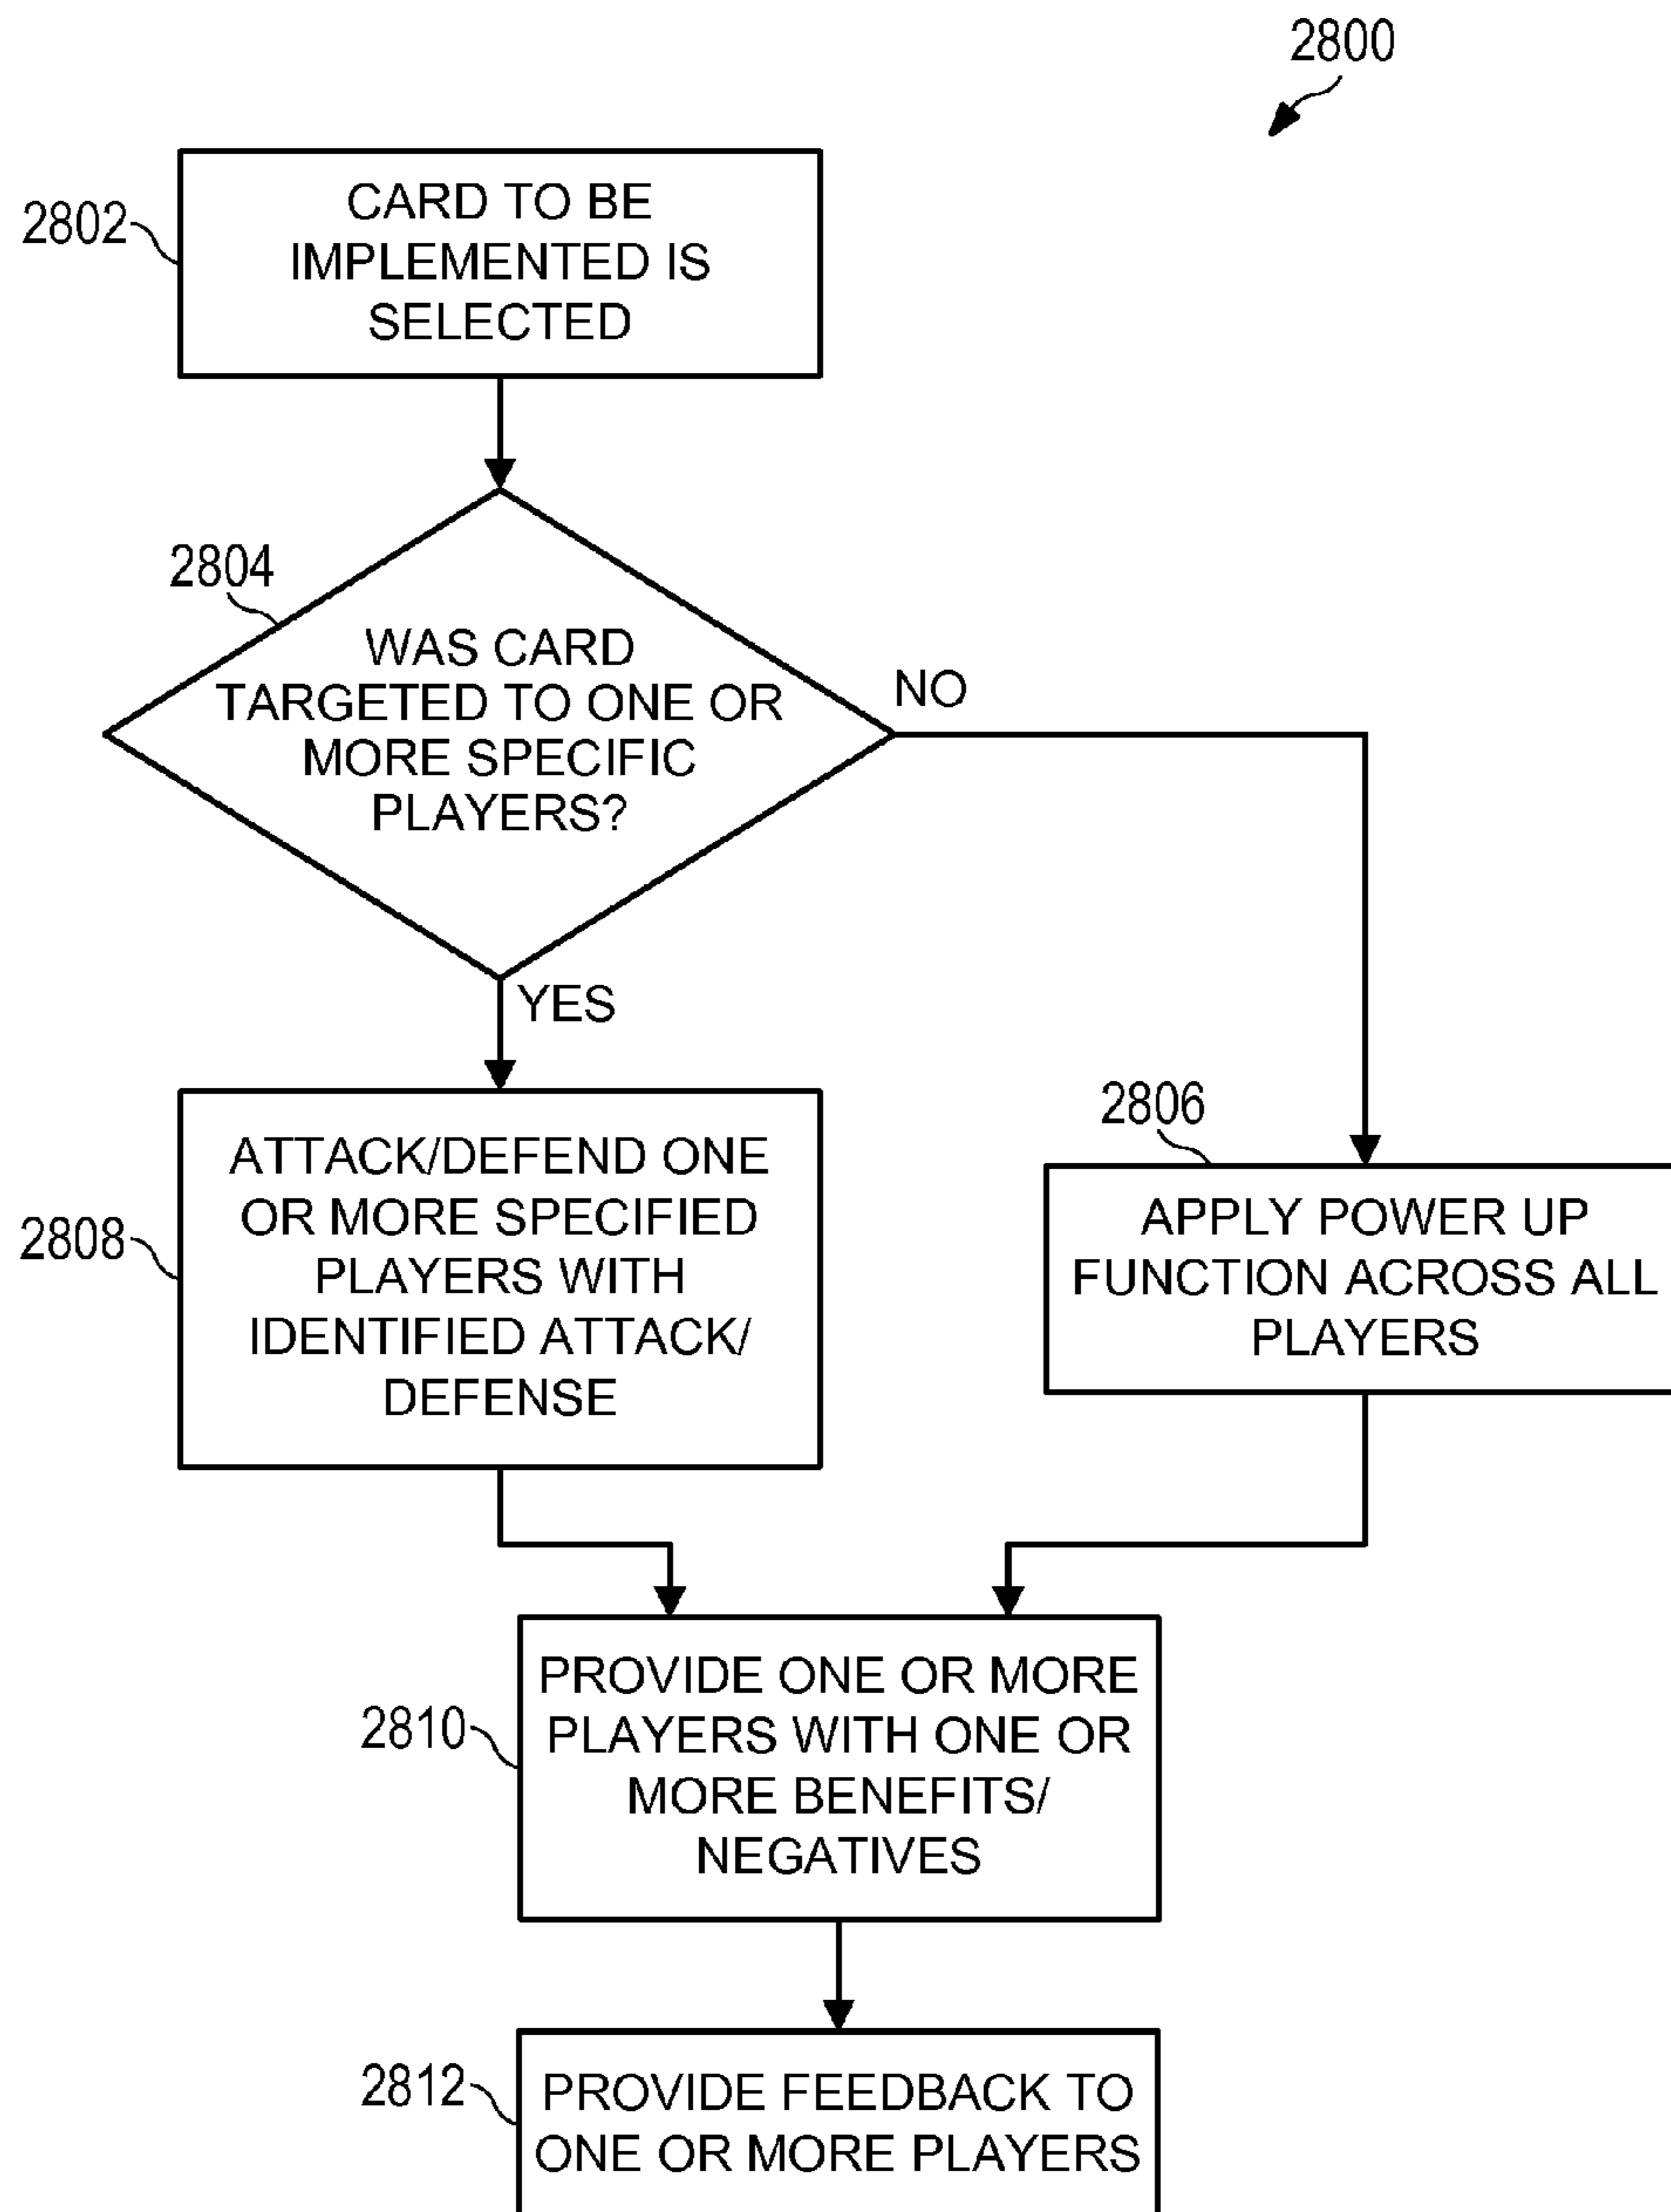 2800
2802
CARD TO BE
IMPLEMENTED IS
SELECTED
2804
WAS CARD
TARGETED TO ONE OR
MORE SPECIFIC
PLAYERS?
NO
YES
2808
ATTACK/DEFEND ONE
OR MORE SPECIFIED
PLAYERS WITH
IDENTIFIED ATTACK/
DEFENSE
2806
APPLY POWER UP
FUNCTION ACROSS ALL
PLAYERS
2810
PROVIDE ONE OR MORE
PLAYERS WITH ONE OR
MORE BENEFITS/
NEGATIVES
2812
PROVIDE FEEDBACK TO
ONE OR MORE PLAYERS